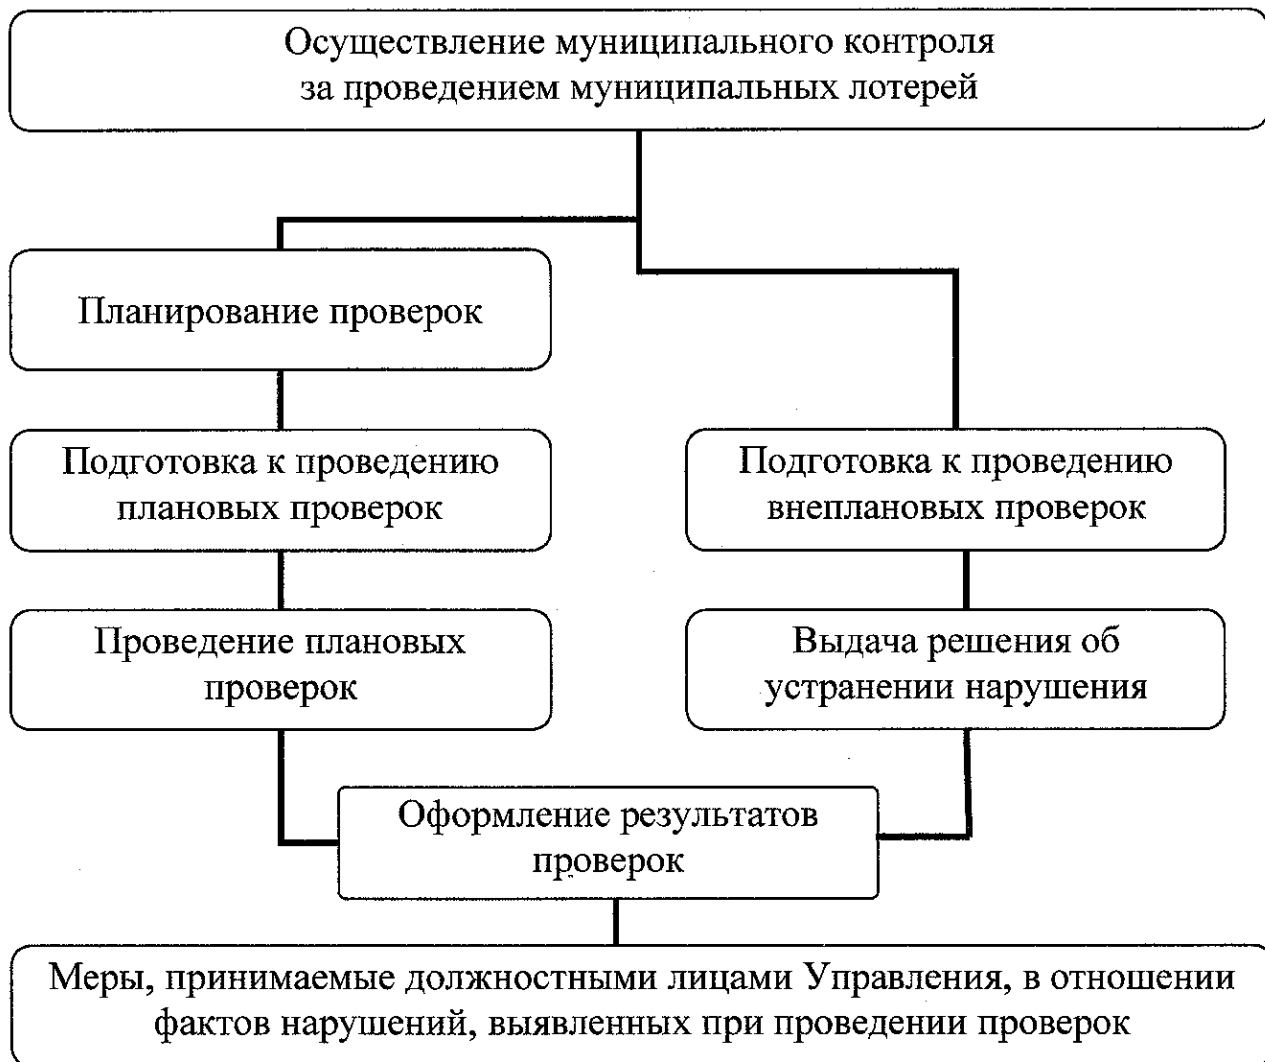 Осуществление муниципального контроля
за проведением муниципальных лотерей
Планирование проверок
Подготовка к проведению
плановых проверок
Подготовка к проведению
внеплановых проверок
Проведение плановых
проверок
Выдача решения об
устранении нарушения
Оформление результатов
проверок
Меры, принимаемые должностными лицами Управления, в отношении
фактов нарушений, выявленных при проведении проверок